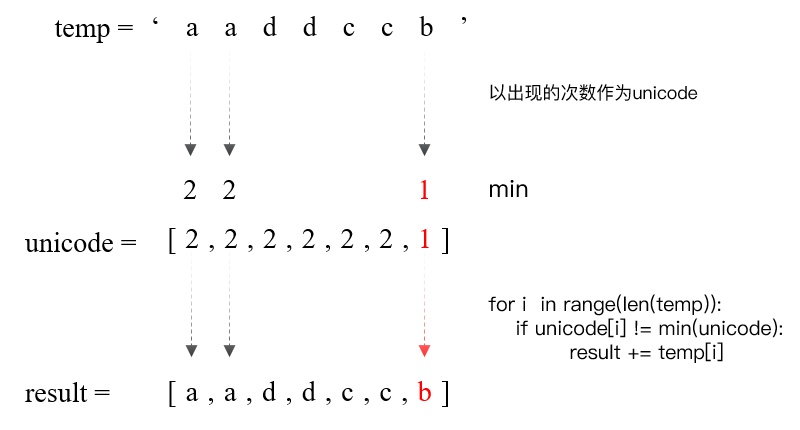 temp = ‘ a a d d c c b ’
以出现的次数作为unicode
2 2 1 min
unicode = [ 2 , 2 , 2 , 2 , 2 , 2 , 1 ]
for i in range(len(temp)):
if unicode[i] != min(unicode):
result += temp[i]
result = [ a , a , d , d , c , c , b ]